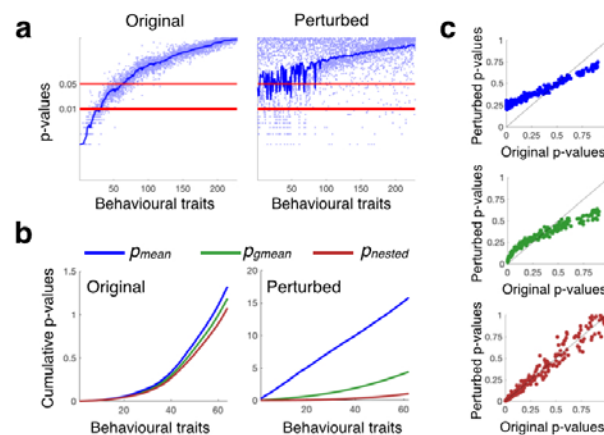 a
Original
Perturbed
p-values
0.05
0.01
50 100 150 200
50 100 150 200
Behavioural traits
Behavioural traits
b
pmean pgmean pnested
Cumulative p-values
Original
1.5
1
0.5
0
20 40 60
Behavioural traits
Perturbed
20
15
10
5
0
20 40 60
Behavioural traits
c
Perturbed p-values
1
0.75
0.5
0.25
0
0 0.25 0.5 0.75
Original p-values
Perturbed p-values
1
0.75
0.5
0.25
0
0 0.25 0.5 0.75
Original p-values
Perturbed p-values
1
0.75
0.5
0.25
0
0 0.25 0.5 0.75
Original p-values